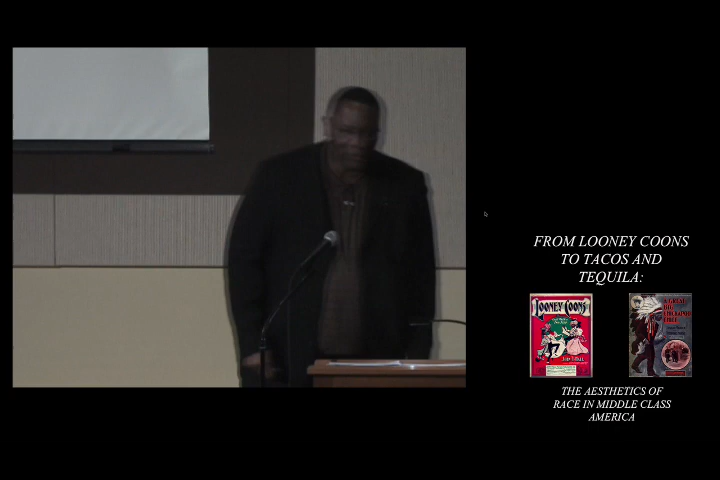 FROM LOONEY COONS
TO TACOS AND
TEQUILA:
LOONEY COONS
THE AESTHETICS OF
RACE IN MIDDLE CLASS
AMERICA